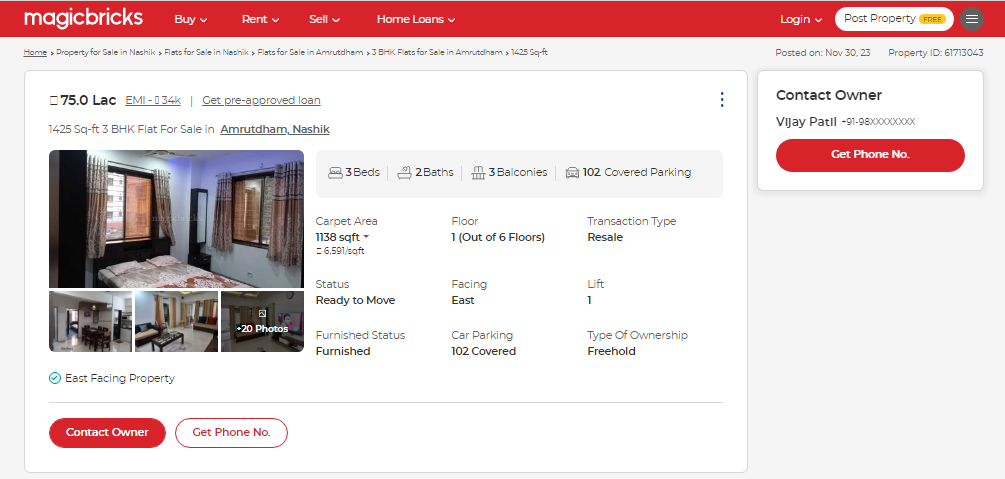 magicbricks
Buy Rent Sell Home Loans Login Post Property FREE
Home > Property for Sale in Nashik > Flats for Sale in Nashik > Flats for Sale in Amrutdham > 3 BHK Flats for Sale in Amrutdham > 1425 Sq-ft
Posted on: Nov 30, 23 Property ID: 61713043
75.0 Lac EMI - 34k | Get pre-approved loan
1425 Sq-ft 3 BHK Flat For Sale in Amrutdham, Nashik
magicbricks
+20 Photos
3 Beds 2 Baths 3 Balconies 102 Covered Parking
Carpet Area Floor Transaction Type
1138 sqft 1 (Out of 6 Floors) Resale
6,591/sqft
Status Facing Lift
Ready to Move East 1
Furnished Status Car Parking Type Of Ownership
Furnished 102 Covered Freehold
East Facing Property
Contact Owner Get Phone No.
Contact Owner
Vijay Patil +91-98XXXXXXXX
Get Phone No.